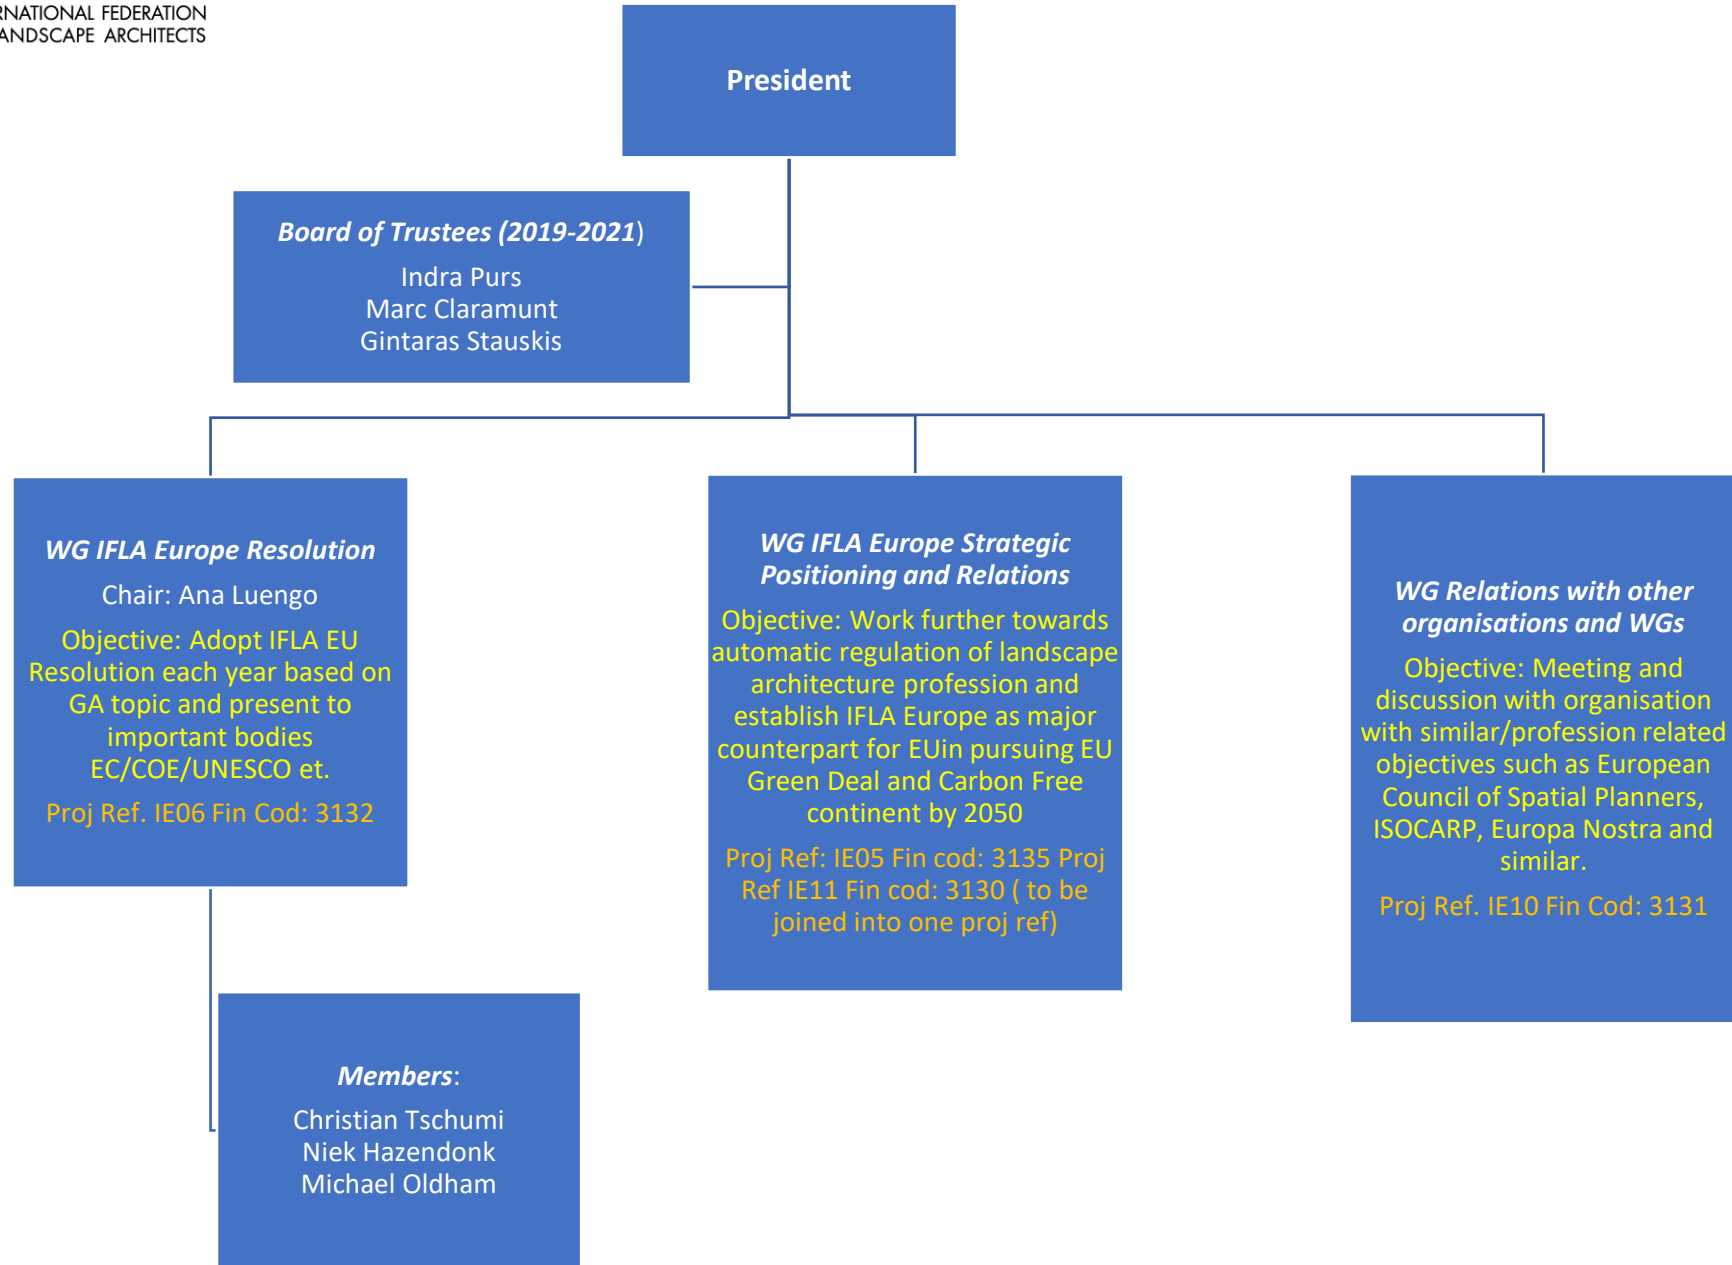 RNATIONAL FEDERATION
ANDSCAPE ARCHITECTS
President
Board of Trustees (2019-2021)
Indra Purs
Marc Claramunt
Gintaras Stauskis
WG IFLA Europe Resolution
Chair: Ana Luengo
Objective: Adopt IFLA EU
Resolution each year based on
GA topic and present to
important bodies
EC/COE/UNESCO et.
Proj Ref. IE06 Fin Cod: 3132
WG IFLA Europe Strategic
Positioning and Relations
Objective: Work further towards
automatic regulation of landscape
architecture profession and
establish IFLA Europe as major
counterpart for EUin pursuing EU
Green Deal and Carbon Free
continent by 2050
Proj Ref: IE05 Fin cod: 3135 Proj
Ref IE11 Fin cod: 3130 ( to be
joined into one proj ref)
WG Relations with other
organisations and WGs
Objective: Meeting and
discussion with organisation
with similar/profession related
objectives such as European
Council of Spatial Planners,
ISOCARP, Europa Nostra and
similar.
Proj Ref. IE10 Fin Cod: 3131
Members:
Christian Tschumi
Niek Hazendonk
Michael Oldham